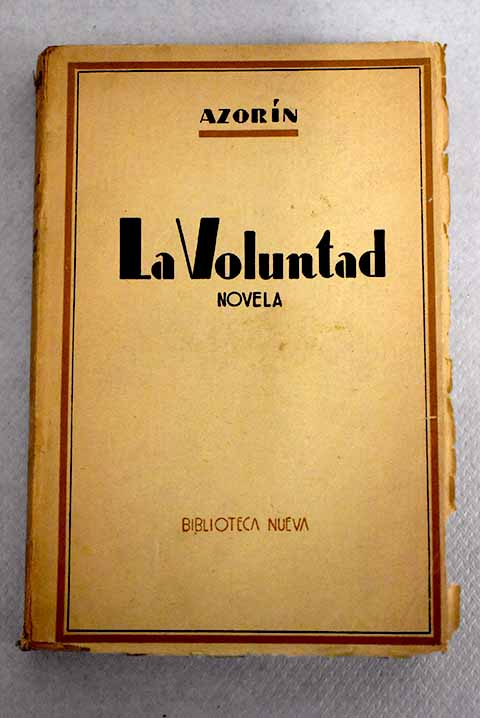 AZORÍN
La Voluntad
NOVELA
BIBLIOTECA NUEVA